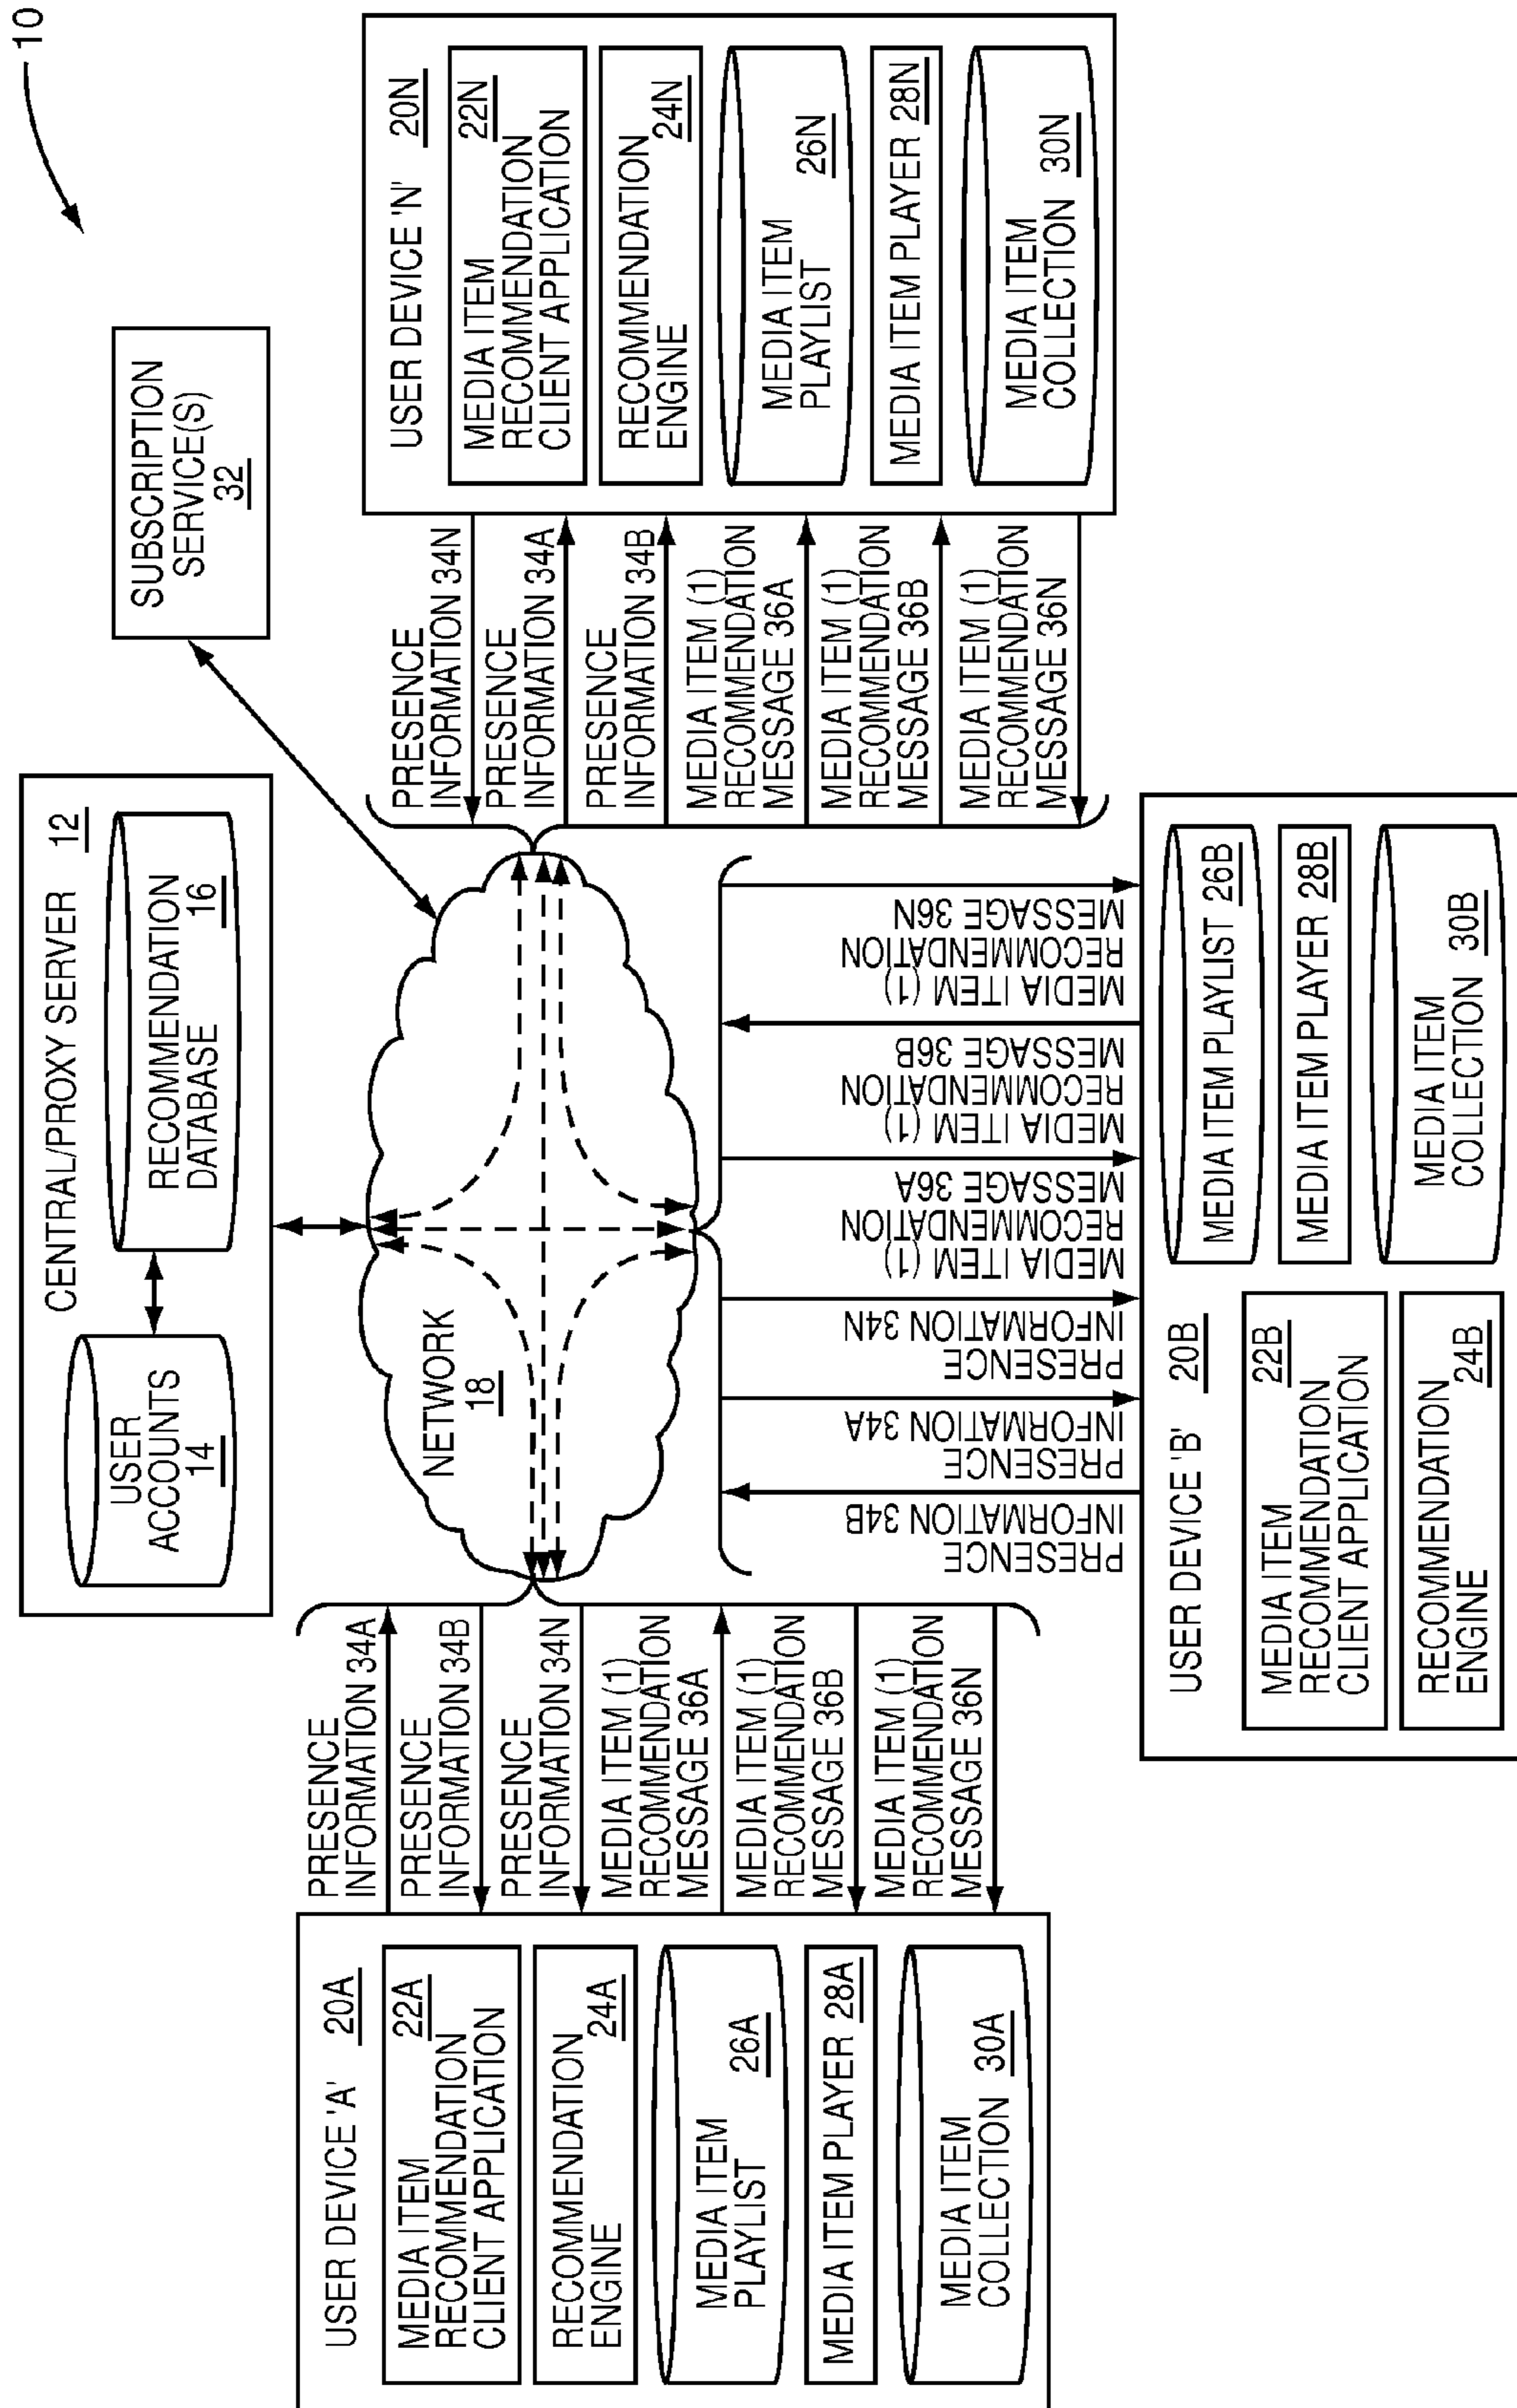 10
CENTRAL/PROXY SERVER 12
USER
ACCOUNTS
14
RECOMMENDATION
DATABASE 16
SUBSCRIPTION
SERVICE(S)
32
NETWORK
18
USER DEVICE 'A' 20A
MEDIA ITEM 22A
RECOMMENDATION
CLIENT APPLICATION
RECOMMENDATION
ENGINE 24A
MEDIA ITEM
PLAYLIST 26A
MEDIA ITEM PLAYER 28A
MEDIA ITEM
COLLECTION 30A
PRESENCE
INFORMATION 34A
PRESENCE
INFORMATION 34B
PRESENCE
INFORMATION 34N
MEDIA ITEM (1)
RECOMMENDATION
MESSAGE 36A
MEDIA ITEM (1)
RECOMMENDATION
MESSAGE 36B
MEDIA ITEM (1)
RECOMMENDATION
MESSAGE 36N
PRESENCE
INFORMATION 34B
PRESENCE
INFORMATION 34A
PRESENCE
INFORMATION 34N
MEDIA ITEM (1)
RECOMMENDATION
MESSAGE 36A
MEDIA ITEM (1)
RECOMMENDATION
MESSAGE 36B
MEDIA ITEM (1)
RECOMMENDATION
MESSAGE 36N
PRESENCE
INFORMATION 34N
PRESENCE
INFORMATION 34A
PRESENCE
INFORMATION 34B
MEDIA ITEM (1)
RECOMMENDATION
MESSAGE 36A
MEDIA ITEM (1)
RECOMMENDATION
MESSAGE 36B
MEDIA ITEM (1)
RECOMMENDATION
MESSAGE 36N
USER DEVICE 'N' 20N
MEDIA ITEM 22N
RECOMMENDATION
CLIENT APPLICATION
RECOMMENDATION
ENGINE 24N
MEDIA ITEM
PLAYLIST 26N
MEDIA ITEM PLAYER 28N
MEDIA ITEM
COLLECTION 30N
USER DEVICE 'B' 20B
MEDIA ITEM 22B
RECOMMENDATION
CLIENT APPLICATION
RECOMMENDATION
ENGINE 24B
MEDIA ITEM PLAYLIST 26B
MEDIA ITEM PLAYER 28B
MEDIA ITEM
COLLECTION 30B